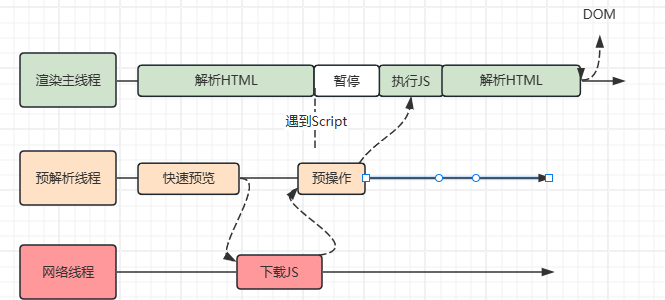 DOM
渲染主线程
解析HTML
暂停
执行JS
解析HTML
遇到Script
预解析线程
快速预览
预操作
网络线程
下载JS